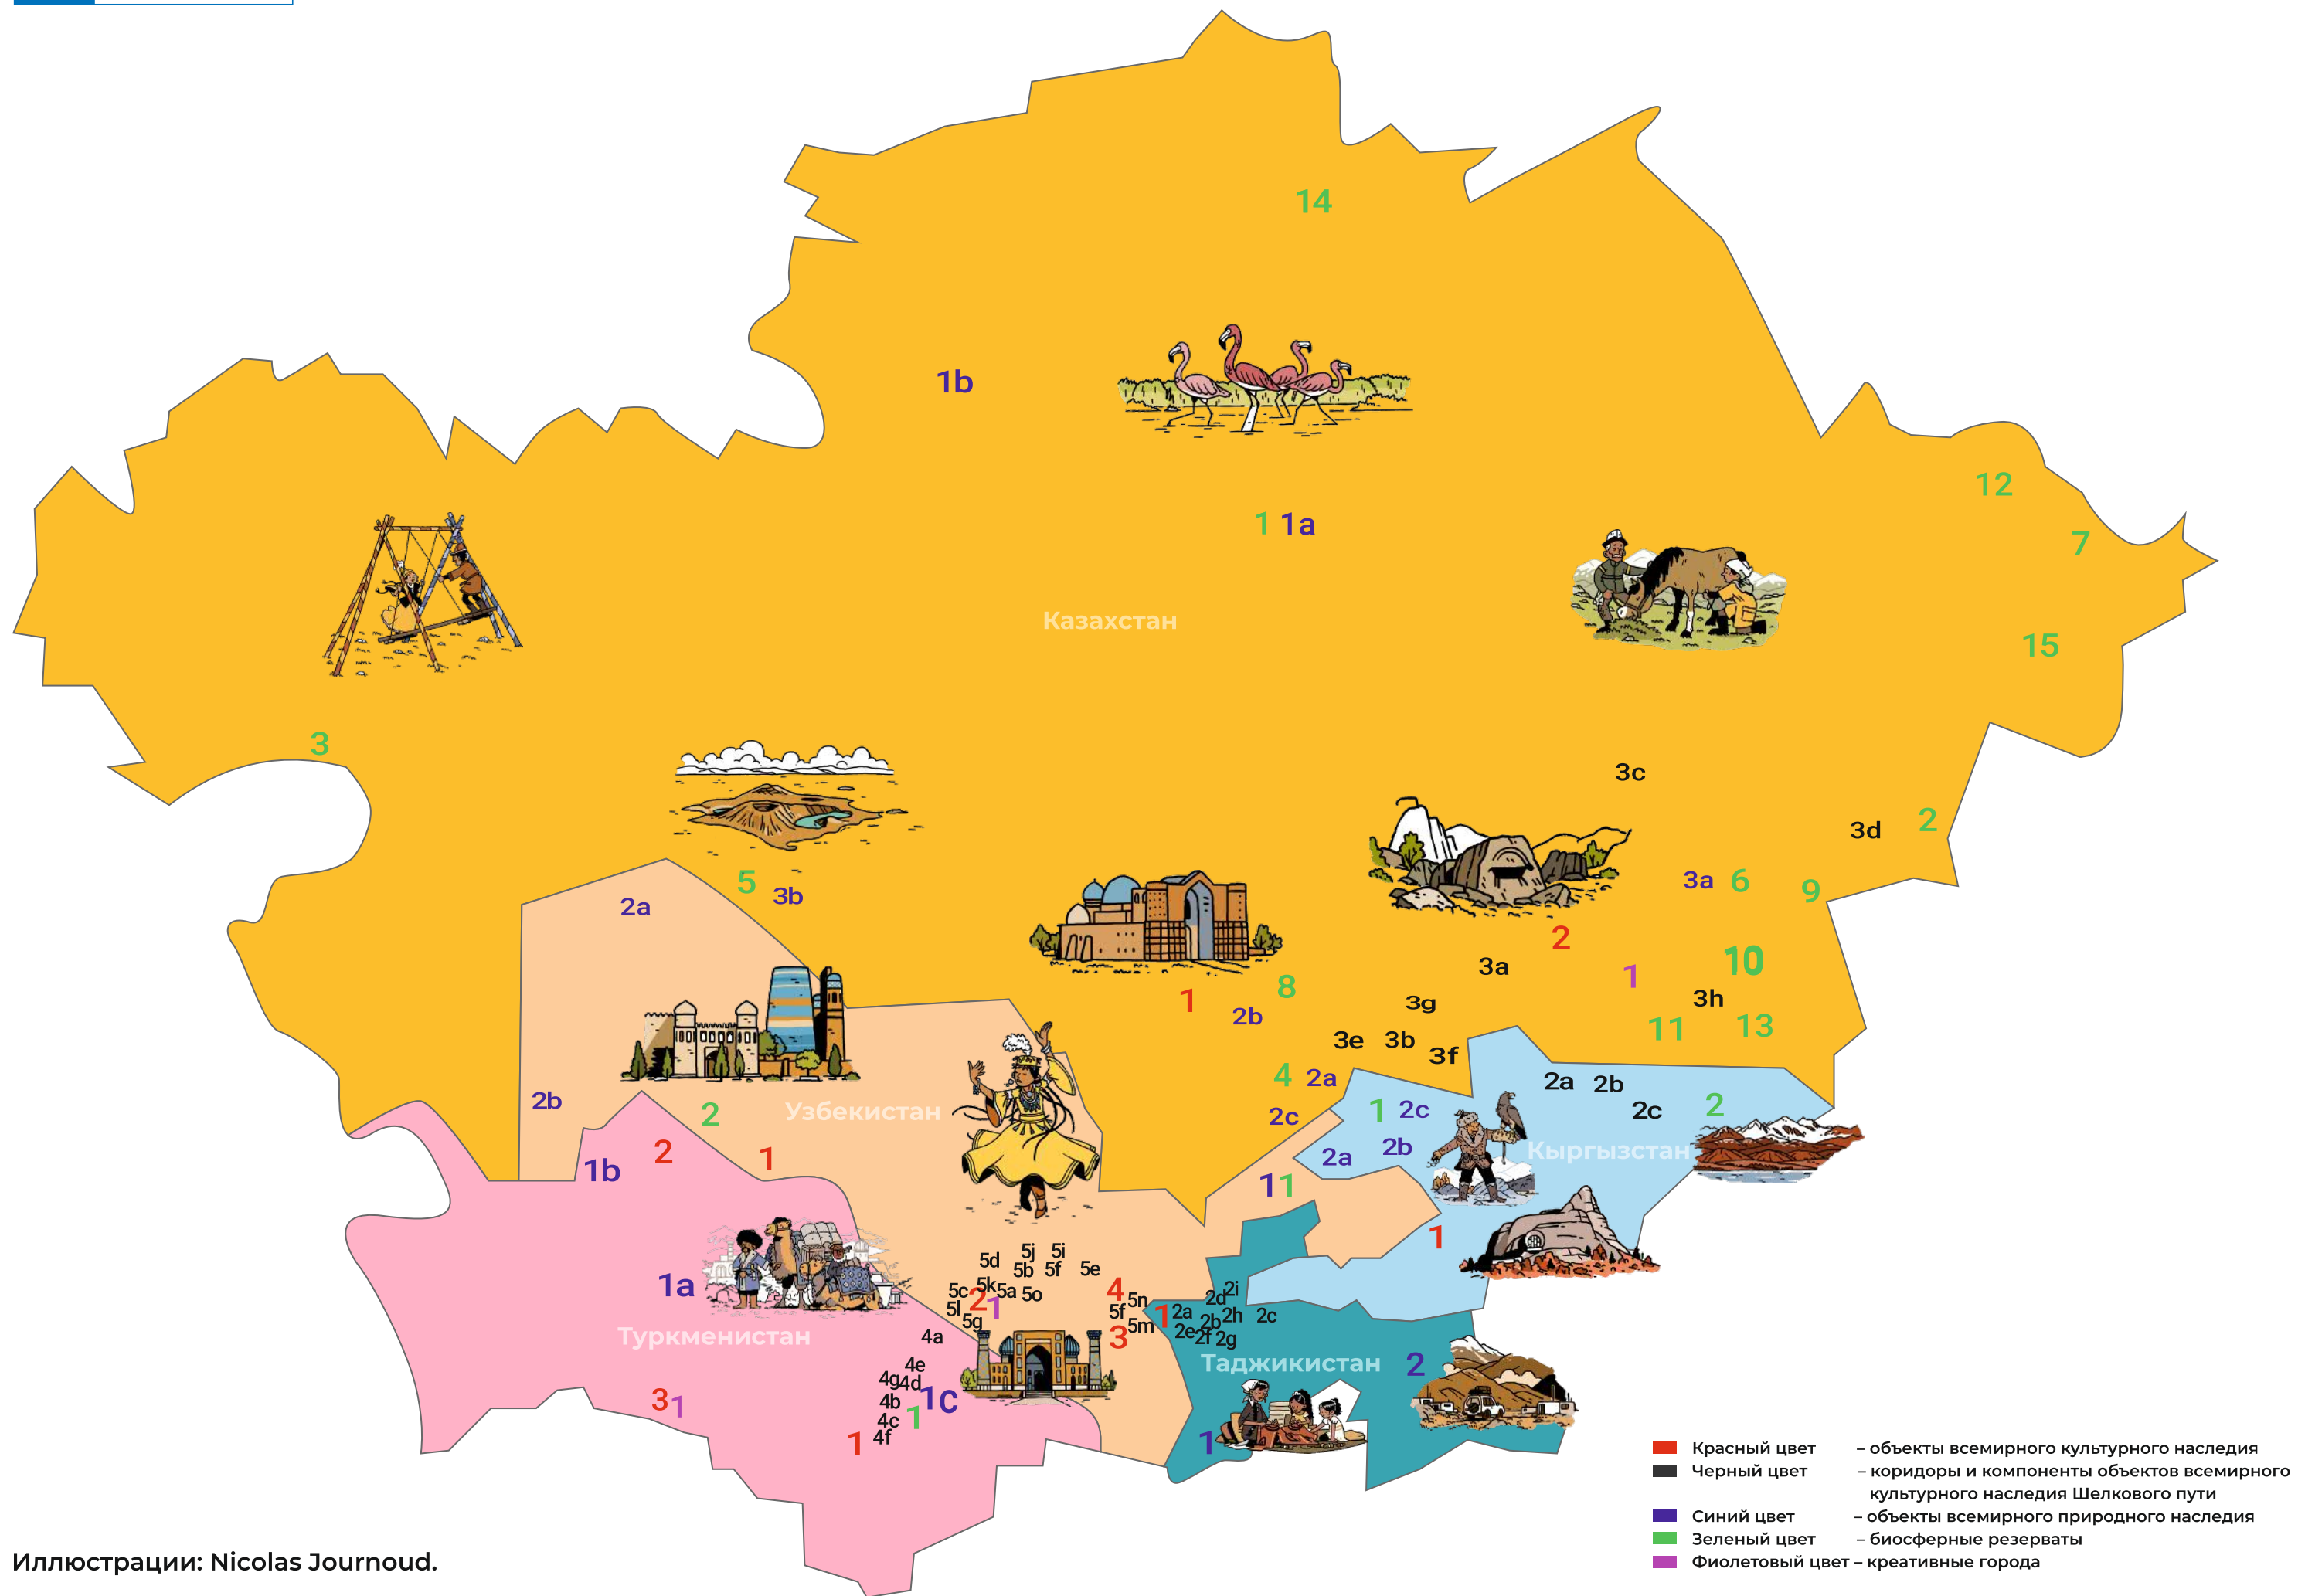 14
1b
12
1 1a
7
Казахстан
15
3
3c
2
3d
5
3b
3a 6 9
2a
2
10
3a
1
8
1
3g
3h
2b
11 13
3e 3b 3f
4 2a
2a 2b
2b
2
Узбекистан
2c
1 2c
2c
2
2
1
2a
2b
Кыргызстан
1b
1 1
1
5j 5i
5d
5b 5f 5e
1a
5c 5k 5a 5o
4
2i
2d
5n
5l 2 1
5f
1 2a 2b 2h 2c
5g
5m
3
2e 2f 2g
Туркменистан
4a
Таджикистан
2
4e
4g 4d
3 1
4b
1C
4c 1
1 4f
1
Красный цвет – объекты всемирного культурного наследия
Черный цвет – коридоры и компоненты объектов всемирного
культурного наследия Шелкового пути
Синий цвет – объекты всемирного природного наследия
Зеленый цвет – биосферные резерваты
Фиолетовый цвет – креативные города
Иллюстрации: Nicolas Journoud.